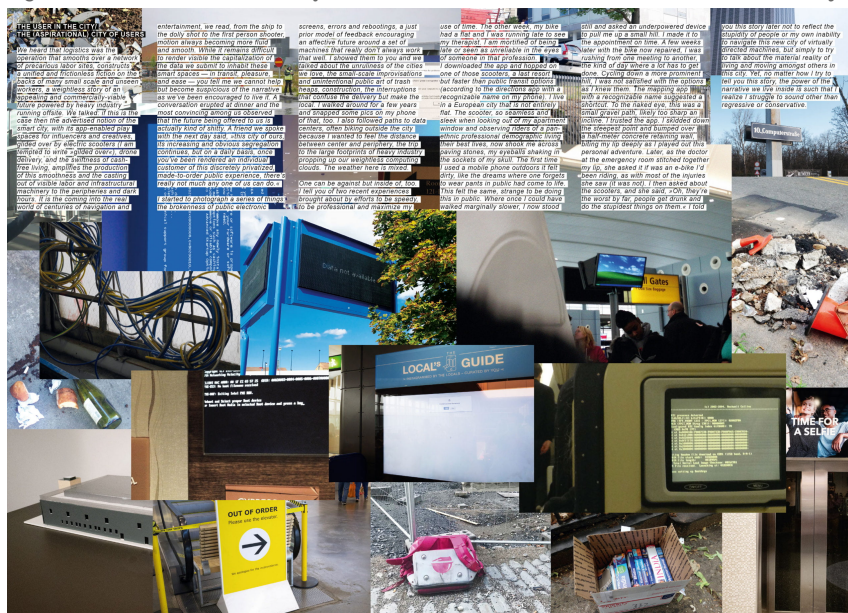 THE USER IN THE CITY/
THE (ASPIRATIONAL) CITY OF USERS
We heard that logistics was the
operation that smooths over a network
of precarious labor sites, constructs
a unified and frictionless fiction on the
backs of many small scale and unseen
workers, a weightless story of an
appealing and commercially-viable
future powered by heavy industry
running offsite. We talked: if this is the
case then the advertised notion of the
smart city, with its app-enabled play
spaces for influencers and creatives,
glided over by electric scooters (I am
tempted to write »glided over«), drone
delivery, and the swiftness of cash-
free living, amplifies the production
of this smoothness and the casting
out of visible labor and infrastructural
machinery to the peripheries and dark
hours. It is the coming into the real
world of centuries of navigation and
entertainment, we read, from the ship to
the dolly shot to the first person shooter,
motion always becoming more fluid
and smooth. While it remains difficult
to render visible the capitalization of
the data we submit to inhabit these
smart spaces — in transit, pleasure,
and ease — you tell me we cannot help
but become suspicious of the narrative
as we've been encouraged to live it. A
conversation erupted at dinner and the
most convincing among us observed
that the future being offered to us is
actually kind of shitty. A friend we spoke
with the next day said, »this city of ours,
its increasing and obvious segregation
continues, but on a daily basis, once
you've been rendered an individual
customer of this discretely privatized,
made-to-order public experience, there's
really not much any one of us can do.«
I started to photograph a series of things:
the brokenness of public electronic
screens, errors and rebootings, a just
prior model of feedback encouraging
an affective future around a set of
machines that really don't always work
that well. I showed them to you and we
talked about the unruliness of the cities
we love, the small-scale improvisations
and unintentional public art of trash
heaps, construction, the interruptions
that confuse delivery but make the
local. I walked around for a few years
and snapped some pics on my phone
of that, too. I also followed paths to data
centers, often biking outside the city
because I wanted to feel the distance
between center and periphery, the trip
to the large footprints of heavy industry
propping up our weightless computing
clouds. The weather here is mixed.
One can be against but inside of, too.
I tell you of two recent experiences
brought about by efforts to be speedy,
to be professional and maximize my
use of time. The other week, my bike
had a flat and I was running late to see
my therapist. I am mortified of being
late or seen as unreliable in the eyes
of someone in that profession.
I downloaded the app and hopped on
one of those scooters, a last resort
but faster than public transit options
(according to the directions app with a
recognizable name on my phone). I live
in a European city that is not entirely
flat. The scooter, so seamless and
sleek when looking out of my apartment
window and observing riders of a pan-
ethnic professional demographic living
their best lives, now shook me across
paving stones, my eyeballs shaking in
the sockets of my skull. The first time
I used a mobile phone outdoors it felt
dirty, like the dreams where one forgets
to wear pants in public had come to life.
This felt the same, strange to be doing
this in public. Where once I could have
walked marginally slower, I now stood
still and asked an underpowered device
to pull me up a small hill. I made it to
the appointment on time. A few weeks
later with the bike now repaired, I was
rushing from one meeting to another,
the kind of day where a lot has to get
done. Cycling down a more prominent
hill, I was not satisfied with the options
as I knew them. The mapping app
with a recognizable name suggested a
shortcut. To the naked eye, this was a
small gravel path, likely too sharp an
incline. I trusted the app. I skidded down
the steepest point and bumped over
a half-meter concrete retaining wall,
biting my lip deeply as I played out this
personal adventure. Later, as the doctor
at the emergency room stitched together
my lip, she asked if it was an e-bike I'd
been riding, as with most of the injuries
she saw (it was not). I then asked about
the scooters, and she said, »Oh, they're
the worst by far, people get drunk and
do the stupidest things on them.« I told
you this story later not to reflect the
stupidity of people or my own inability
to navigate this new city of virtually
directed machines, but simply to try
to talk about the material reality of
living and moving amongst others in
this city. Yet, no matter how I try to
tell you this story, the power of the
narrative we live inside is such that I
realize I struggle to sound other than
regressive or conservative.
IQ.Computerstudio
Data not available
Gates
LOCAL'S GUIDE
TIME FOR
A SELFIE
OUT OF ORDER
Please use the elevator